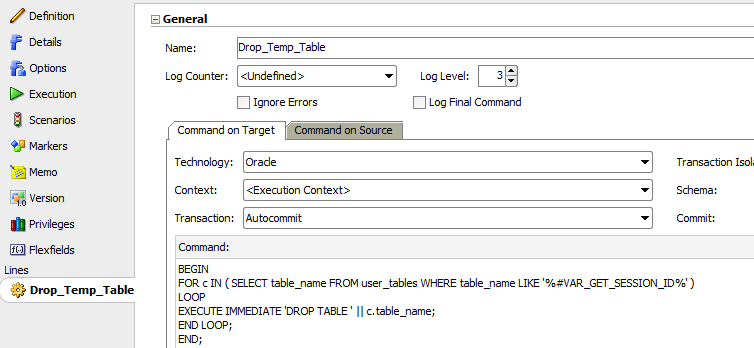 Definition
Details
Options
Execution
Scenarios
Markers
Memo
1.0
Version
Privileges
Flexfields
Lines
Drop_Temp_Table
General
Name: Drop_Temp_Table
Log Counter: <Undefined> Log Level: 3
Ignore Errors Log Final Command
Command on Target Command on Source
Technology: Oracle Transaction Isola
Context: <Execution Context> Schema:
Transaction: Autocommit Commit:
Command:
BEGIN
FOR c IN ( SELECT table_name FROM user_tables WHERE table_name LIKE '%#VAR_GET_SESSION_ID%' )
LOOP
EXECUTE IMMEDIATE 'DROP TABLE ' || c.table_name;
END LOOP;
END;